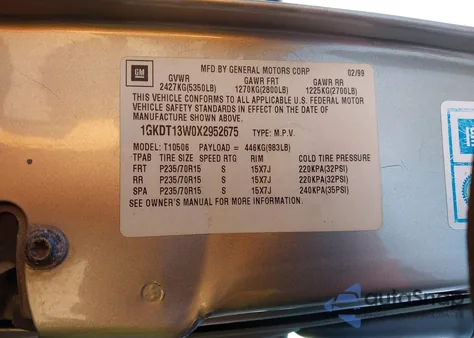 MFD BY GENERAL MOTORS CORP 02/99
GM
GVWR GAWR FRT GAWR RR
2427KG(5350LB) 1270KG(2800LB) 1225KG(2700LB)
THIS VEHICLE CONFORMS TO ALL APPLICABLE U.S. FEDERAL MOTOR
VEHICLE SAFETY STANDARDS IN EFFECT ON THE DATE OF
MANUFACTURE SHOWN ABOVE.
1GKDT13W0X2952675 TYPE: M.P.V.
MODEL: T10506 PAYLOAD = 446KG(983LB)
TPAB TIRE SIZE SPEED RTG RIM COLD TIRE PRESSURE
FRT P235/70R15 S 15X7J 220KPA(32PSI)
RR P235/70R15 S 15X7J 220KPA(32PSI)
SPA P235/70R15 S 15X7J 240KPA(35PSI)
SEE OWNER'S MANUAL FOR MORE INFORMATION.